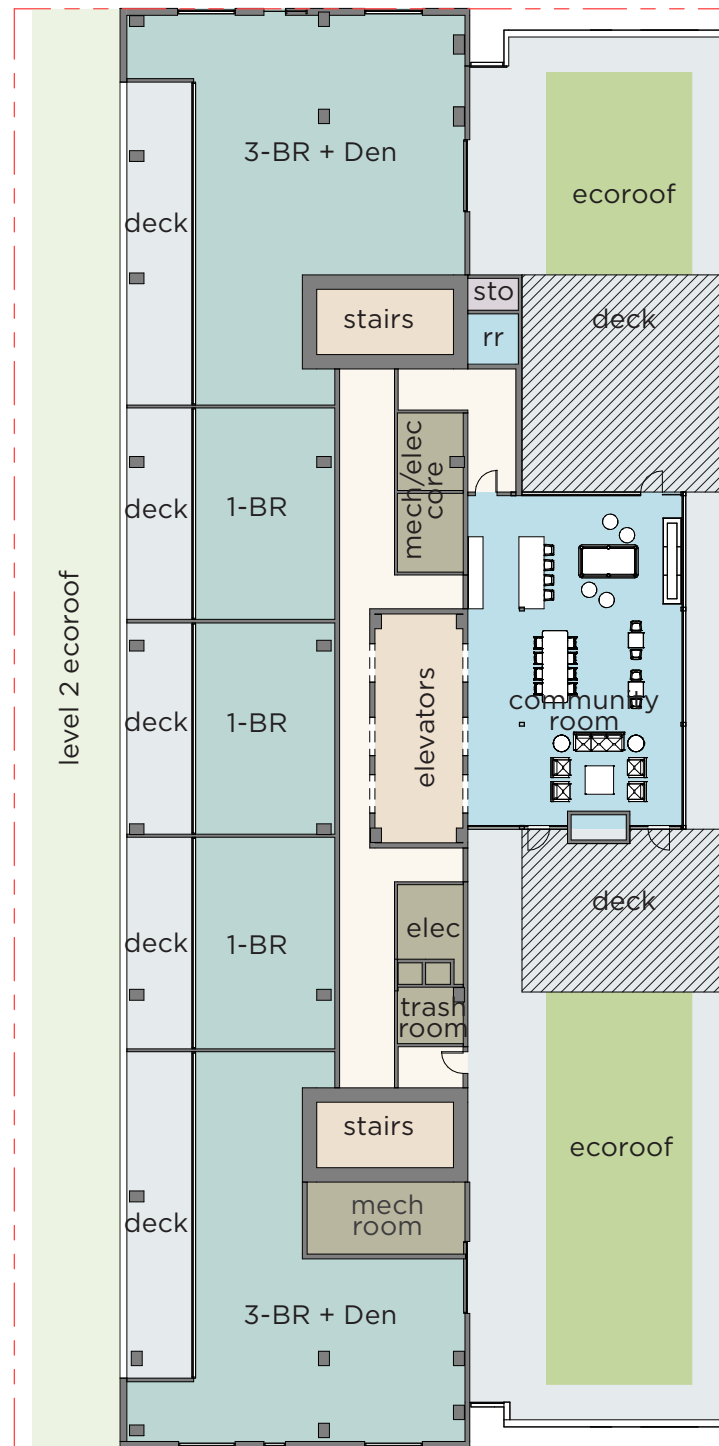 3-BR + Den
ecoroof
deck
sto
stairs
deck
rr
mech/elec
core
deck
1-BR
level 2 ecoroof
deck
1-BR
elevators
community
room
deck
1-BR
elec
deck
trash
room
stairs
ecoroof
mech
room
deck
3-BR + Den